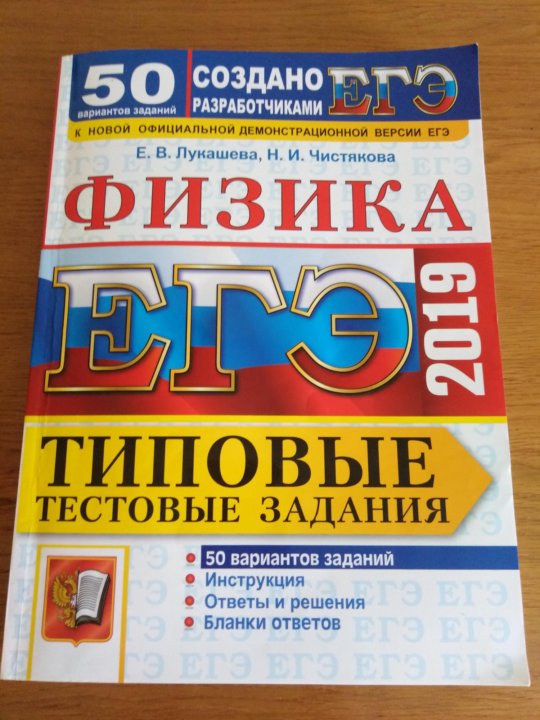 50
вариантов заданий
СОЗДАНО
РАЗРАБОТЧИКАМИ
ЕГЭ
К НОВОЙ ОФИЦИАЛЬНОЙ ДЕМОНСТРАЦИОННОЙ ВЕРСИИ ЕГЭ
Е. В. Лукашева, Н. И. Чистякова
ФИЗИКА
ЕГЭ
2019
ТИПОВЫЕ
ТЕСТОВЫЕ ЗАДАНИЯ
• 50 вариантов заданий
• Инструкция
• Ответы и решения
• Бланки ответов